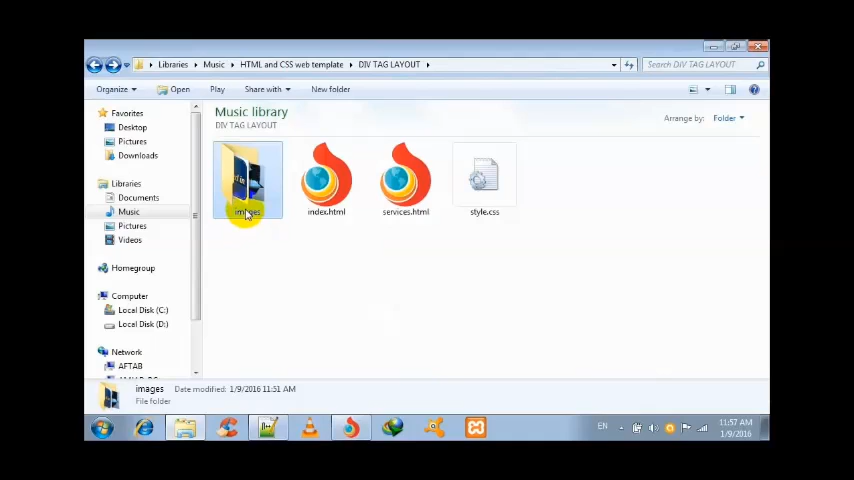 Libraries Music HTML and CSS web template DIV TAG LAYOUT
Search DIV TAG LAYOUT
Organize Open Play Share with New folder
Favorites
Desktop
Pictures
Downloads
Libraries
Documents
Music
Pictures
Videos
Homegroup
Computer
Local Disk (C:)
Local Disk (D:)
Network
AFTAB
Music library
DIV TAG LAYOUT
Arrange by: Folder
images
index.html
services.html
style.css
images Date modified: 1/9/2016 11:51 AM
File folder
EN
11:57 AM
1/9/2016